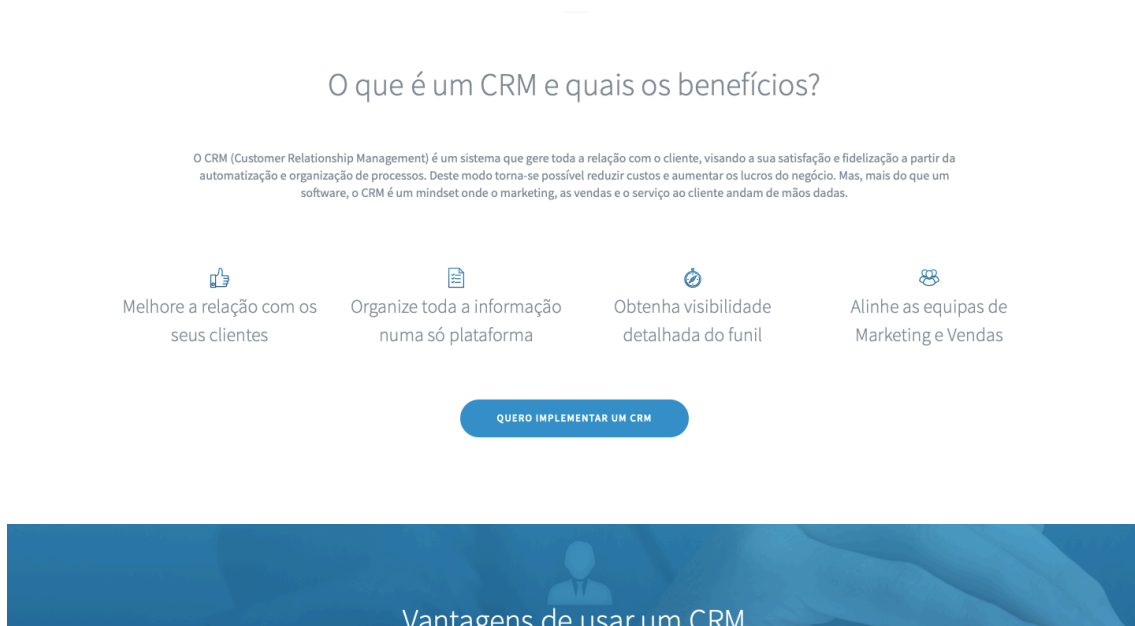 O que é um CRM e quais os benefícios?
O CRM (Customer Relationship Management) é um sistema que gere toda a relação com o cliente, visando a sua satisfação e fidelização a partir da
automatização e organização de processos. Deste modo torna-se possível reduzir custos e aumentar os lucros do negócio. Mas, mais do que um
software, o CRM é um mindset onde o marketing, as vendas e o serviço ao cliente andam de mãos dadas.
Melhore a relação com os
seus clientes
Organize toda a informação
numa só plataforma
Obtenha visibilidade
detalhada do funil
Alinhe as equipas de
Marketing e Vendas
QUERO IMPLEMENTAR UM CRM
Vantagens de usar um CRM